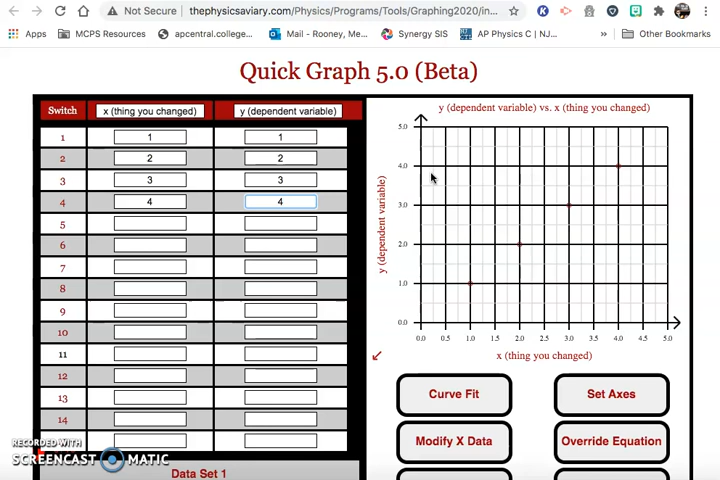 Not Secure | thephysicsaviary.com/Physics/Programs/Tools/Graphing2020/in...
Apps MCPS Resources apcentral.college... Mail - Rooney, Me... Synergy SIS AP Physics C | NJ... » Other Bookmarks
Quick Graph 5.0 (Beta)
Switch x (thing you changed) y (dependent variable)
1 1 1
2 2 2
3 3 3
4 4 4
5
6
7
8
9
10
11
12
13
14
Data Set 1
y (dependent variable) vs. x (thing you changed)
y (dependent variable)
5.0
4.0
3.0
2.0
1.0
0.0
0.0 0.5 1.0 1.5 2.0 2.5 3.0 3.5 4.0 4.5 5.0
x (thing you changed)
Curve Fit Set Axes
Modify X Data Override Equation
RECORDED WITH
SCREENCAST MATIC